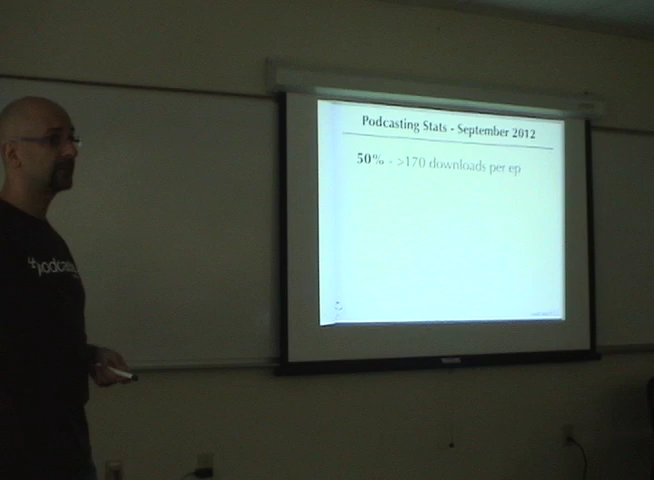 Podcasting Stats - September 2012
50% - >170 downloads per ep